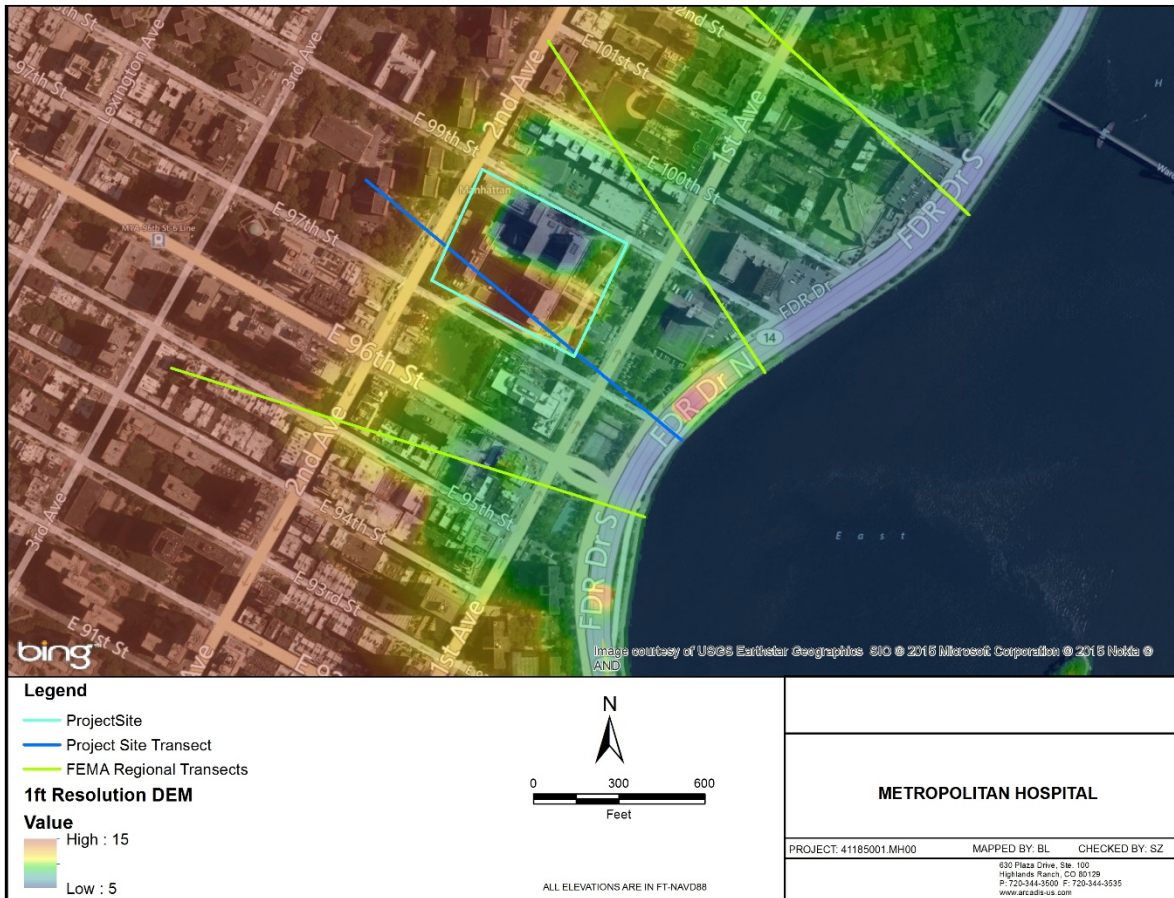 E 102nd St
E 101st St
2nd Ave
3rd Ave
Lexington Ave
97th St
E 99th St
1st Ave
E 100th St
FDR Dr S
Manhattan
MTA-96th St-6 Line
E 97th St
FDR Dr
14
E 96th St
FDR Dr N
2nd Ave
E 95th St
3rd Ave
E 94th St
E 93rd St
FDR Dr S
East
E 91st St
1st Ave
bing
Image courtesy of USGS Earthstar Geographics SIO © 2015 Microsoft Corporation © 2015 Nokia ©
AND
Legend
ProjectSite
Project Site Transect
FEMA Regional Transects
1ft Resolution DEM
Value
High : 15
Low : 5
N
0 300 600
Feet
ALL ELEVATIONS ARE IN FT-NAVD88
METROPOLITAN HOSPITAL
PROJECT: 41185001.MH00 MAPPED BY: BL CHECKED BY: SZ
630 Plaza Drive, Ste. 100
Highlands Ranch, CO 80129
P: 720-344-3500 F: 720-344-3535
www.arcadis-us.com